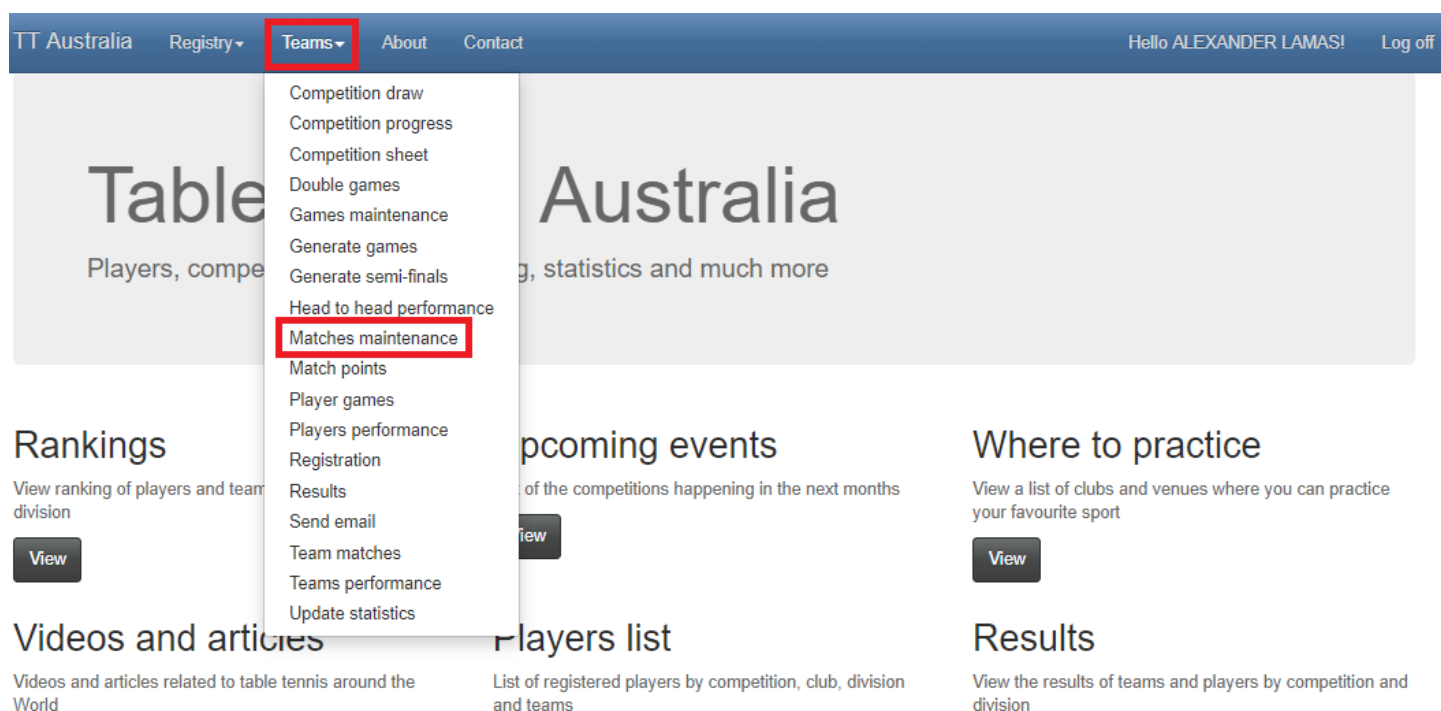 TT Australia Registry Teams About Contact Hello ALEXANDER LAMAS! Log off
Competition draw
Competition progress
Competition sheet
Double games
Games maintenance
Generate games
Generate semi-finals
Head to head performance
Matches maintenance
Match points
Player games
Players performance
Registration
Results
Send email
Team matches
Teams performance
Update statistics
Table Australia
Players, statistics and much more
Rankings
View ranking of players and
division
View
events
of the competitions happening in the next months
Where to practice
View a list of clubs and venues where you can practice
your favourite sport
View
Videos and articles
Videos and articles related to table tennis around the
World
Players list
List of registered players by competition, club, division
and teams
Results
View the results of teams and players by competition and
division